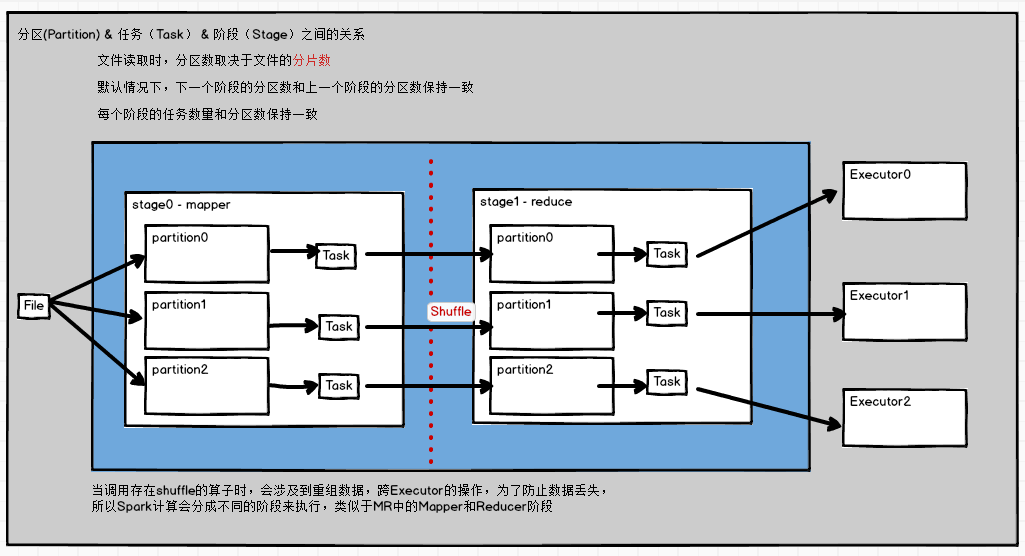 分区(Partition) & 任务（Task） & 阶段（Stage）之间的关系
文件读取时，分区数取决于文件的分片数
默认情况下，下一个阶段的分区数和上一个阶段的分区数保持一致
每个阶段的任务数量和分区数保持一致
File
stage0 - mapper
partition0
Task
partition1
Task
partition2
Task
Shuffle
stage1 - reduce
partition0
Task
partition1
Task
partition2
Task
Executor0
Executor1
Executor2
当调用存在shuffle的算子时，会涉及到重组数据，跨Executor的操作，为了防止数据丢失，
所以Spark计算会分成不同的阶段来执行，类似于MR中的Mapper和Reducer阶段